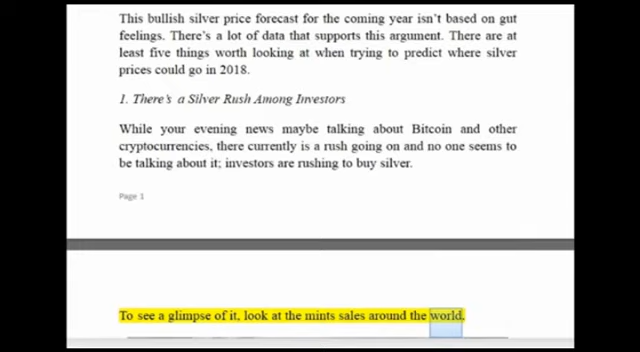 This bullish silver price forecast for the coming year isn't based on gut
feelings. There's a lot of data that supports this argument. There are at
least five things worth looking at when trying to predict where silver
prices could go in 2018.
1. There's a Silver Rush Among Investors
While your evening news maybe talking about Bitcoin and other
cryptocurrencies, there currently is a rush going on and no one seems to
be talking about it; investors are rushing to buy silver.
Page 1
To see a glimpse of it, look at the mints sales around the world.